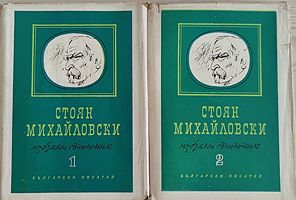 СТОЯН
МИХАЙЛОВСКИ
избрани съчинения
1
БЪЛГАРСКИ ПИСАТЕЛ
СТОЯН
МИХАЙЛОВСКИ
избрани съчинения
2
БЪЛГАРСКИ ПИСАТЕЛ